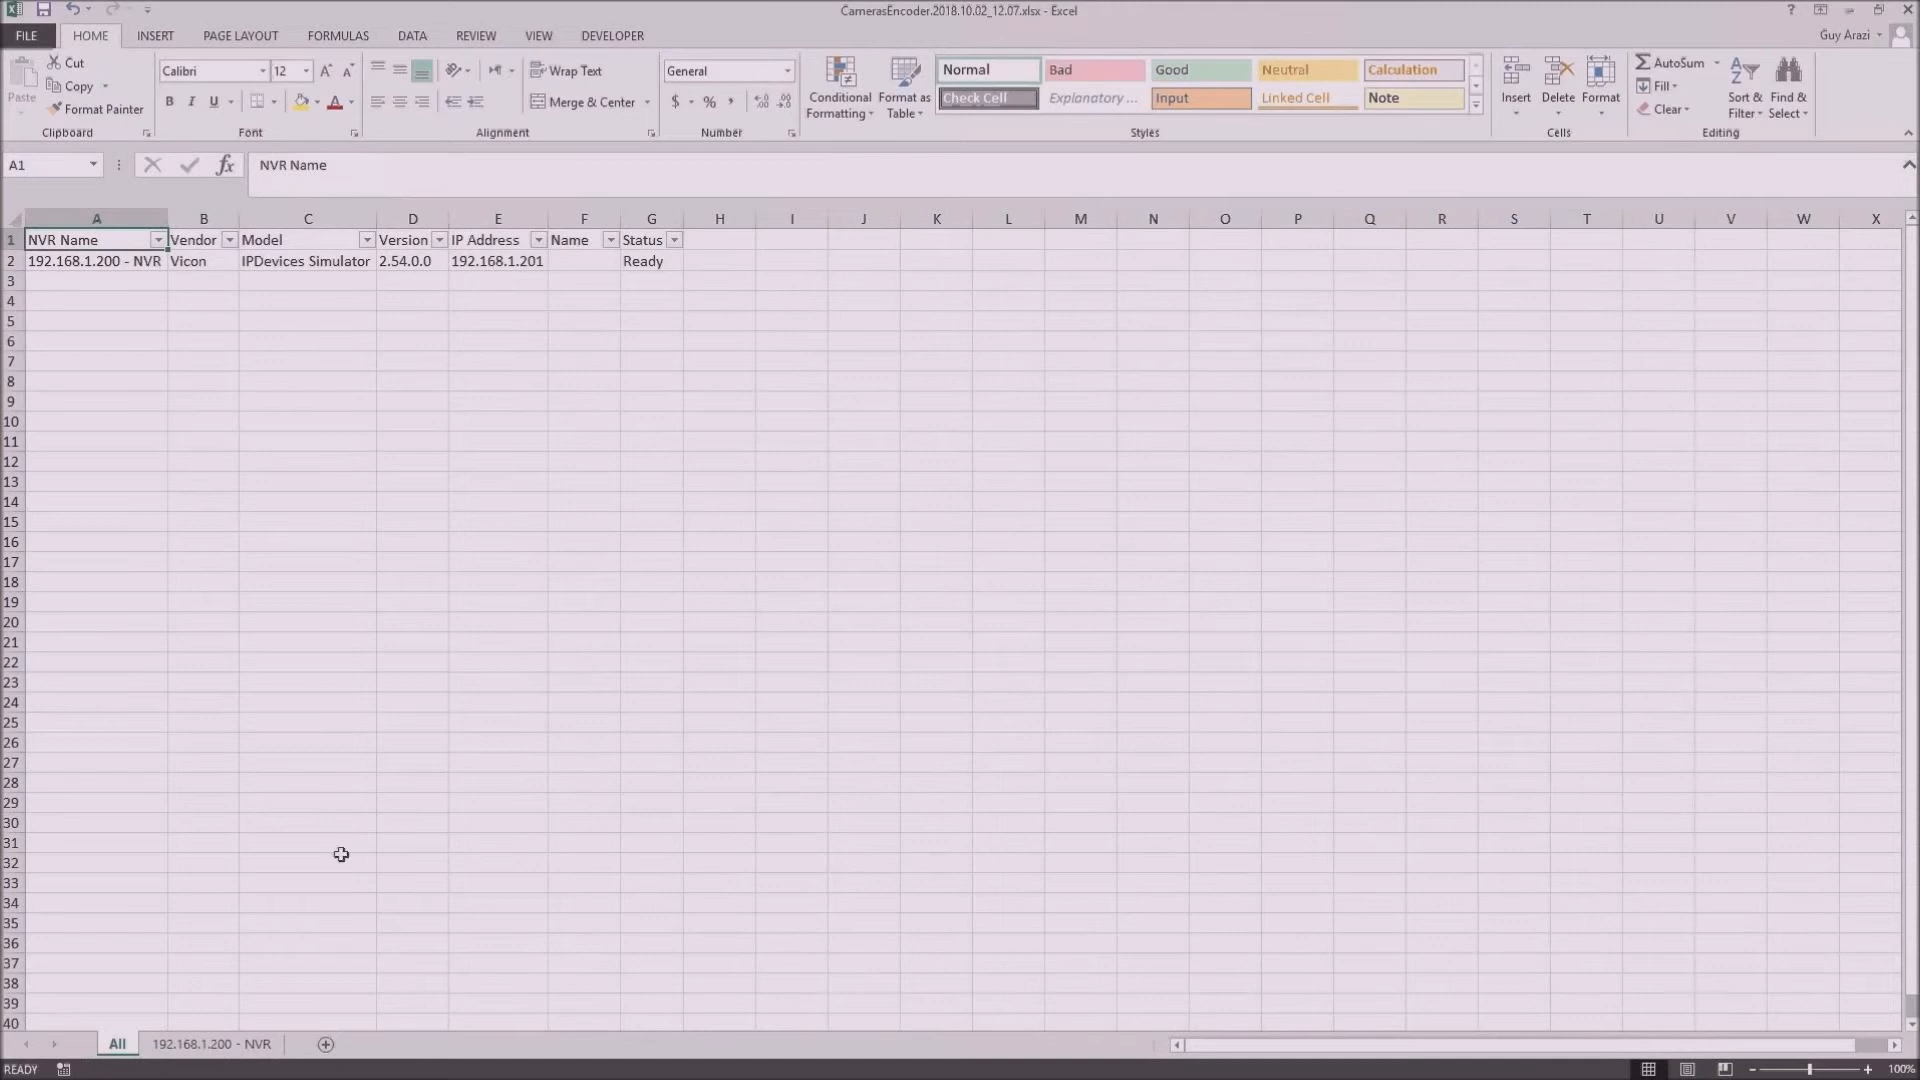 CamerasEncoder.2018.10.02_12.07.xlsx - Excel
FILE HOME INSERT PAGE LAYOUT FORMULAS DATA REVIEW VIEW DEVELOPER Guy Arazi
Paste
Cut
Copy
Format Painter
Clipboard
Calibri 12
B I U
Font
Wrap Text
Merge & Center
Alignment
General
$ % ,
Number
Conditional Formatting
Format as Table
Normal Bad Good Neutral Calculation
Check Cell Explanatory ... Input Linked Cell Note
Styles
Insert Delete Format
Cells
AutoSum
Fill
Clear
Sort & Filter
Find & Select
Editing
A1 fx NVR Name
A B C D E F G H I J K L M N O P Q R S T U V W X
1 NVR Name Vendor Model Version IP Address Name Status
2 192.168.1.200 - NVR Vicon IPDevices Simulator 2.54.0.0 192.168.1.201 Ready
3
4
5
6
7
8
9
10
11
12
13
14
15
16
17
18
19
20
21
22
23
24
25
26
27
28
29
30
31
32
33
34
35
36
37
38
39
40
All 192.168.1.200 - NVR
READY 100%